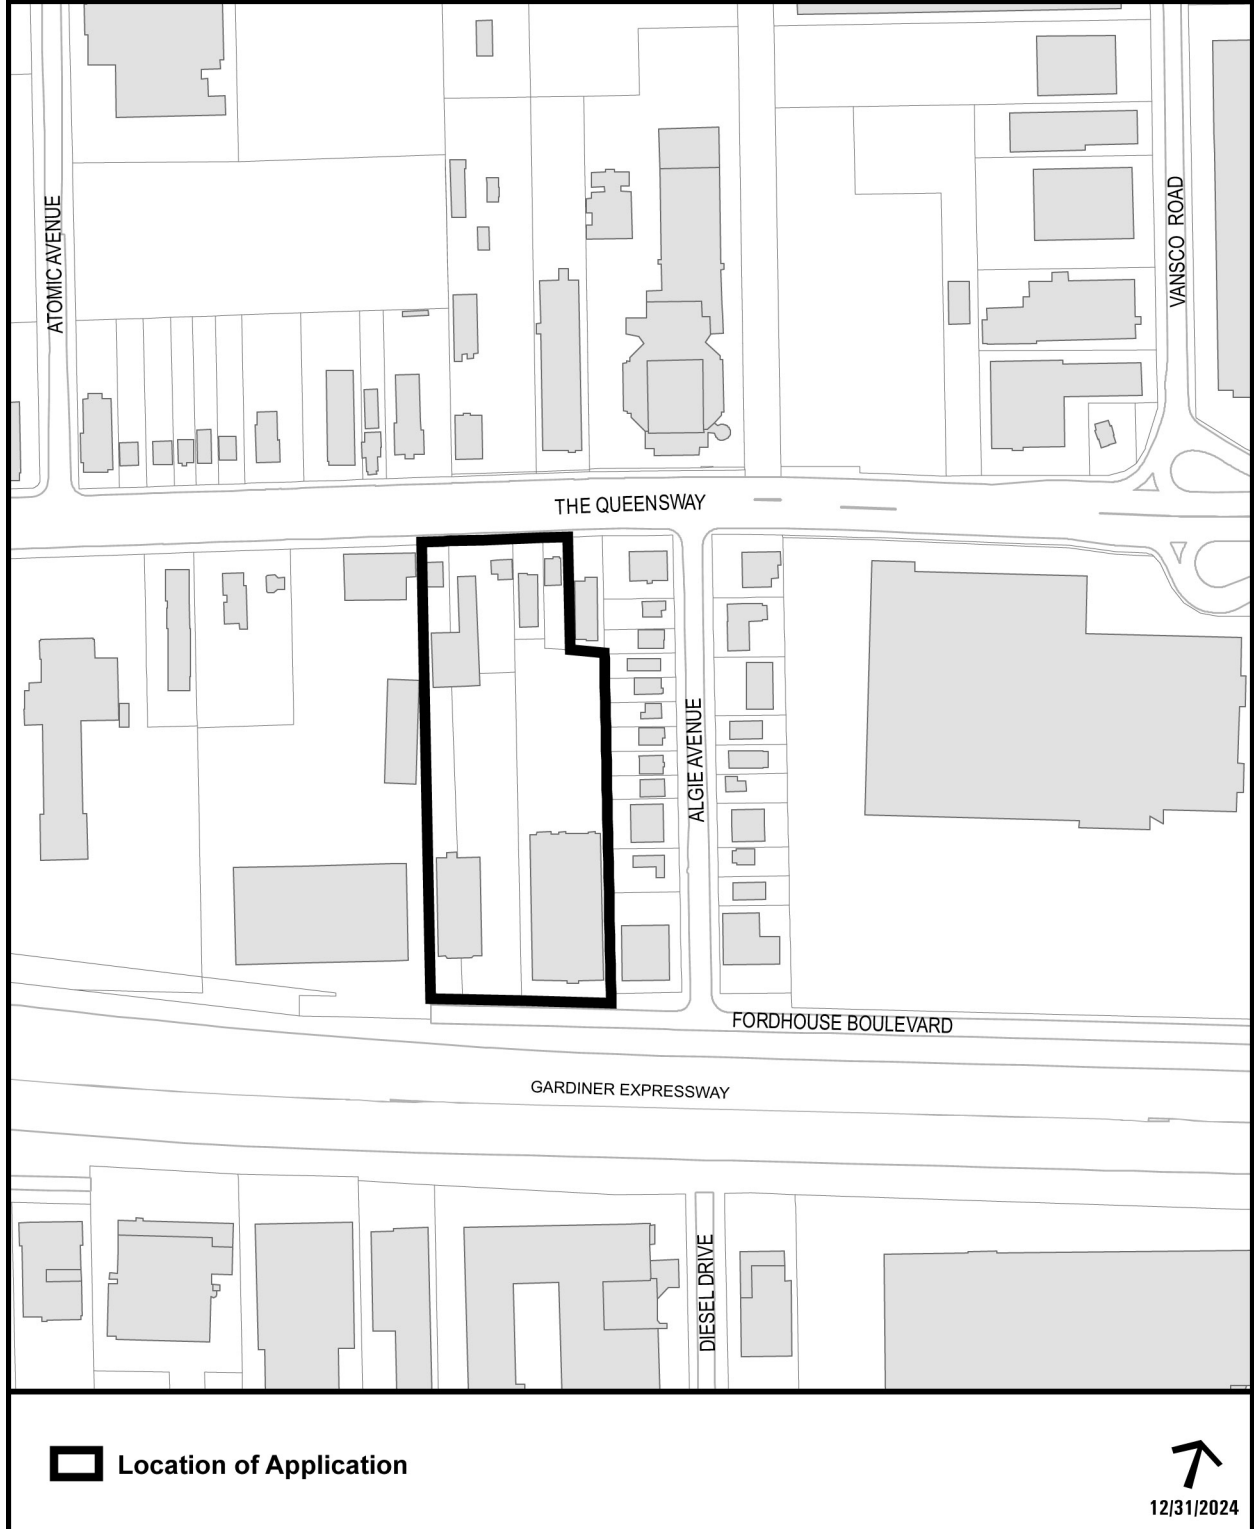 ATOMIC AVENUE
VANSCO ROAD
THE QUEENSWAY
ALGIE AVENUE
FORDHOUSE BOULEVARD
GARDINER EXPRESSWAY
DIESEL DRIVE
Location of Application
12/31/2024